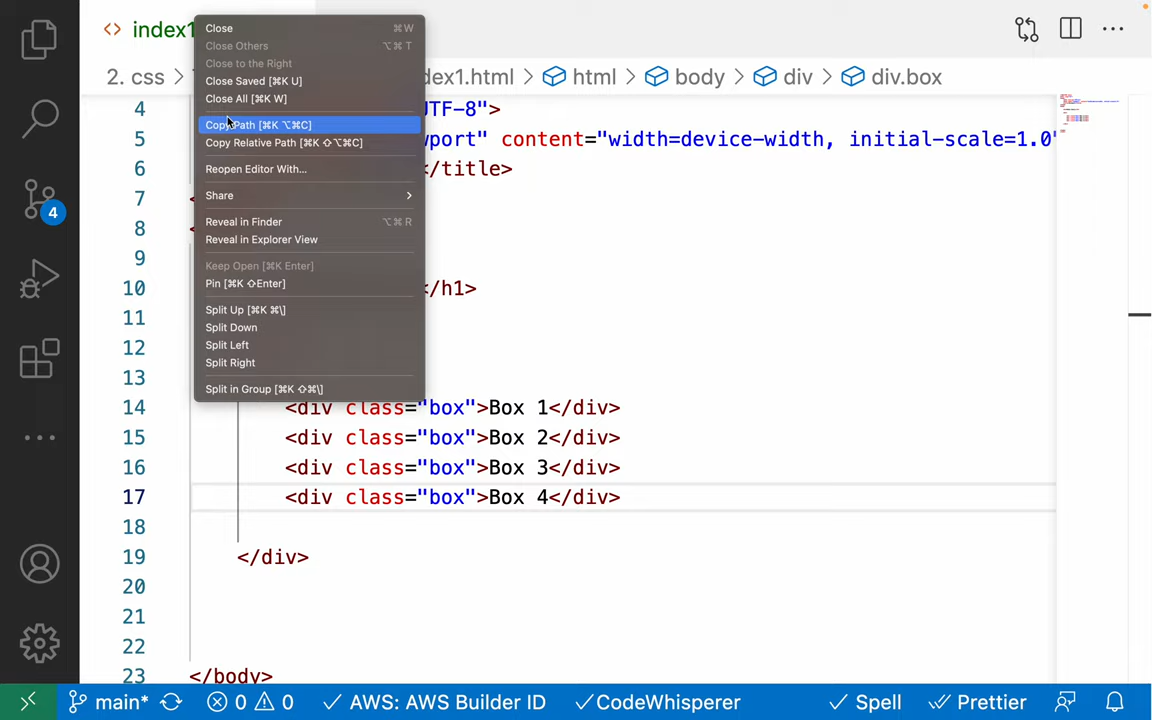 <> index1
2. css > dex1.html > html > body > div > div.box
Close ⌘W
Close Others ⌥⌘T
Close to the Right
Close Saved [⌘K U]
Close All [⌘K W]
Copy Path [⌘K ⌥⌘C]
Copy Relative Path [⌘K ⇧⌥⌘C]
Reopen Editor With...
Share >
Reveal in Finder ⌥⌘R
Reveal in Explorer View
Keep Open [⌘K Enter]
Pin [⌘K ⇧Enter]
Split Up [⌘K ⌘\]
Split Down
Split Left
Split Right
Split in Group [⌘K ⇧⌘\]
4 UTF-8">
5 wport" content="width=device-width, initial-scale=1.0"
6 </title>
7 <
8 <
9
10 </h1>
11
12
13
14 <div class="box">Box 1</div>
15 <div class="box">Box 2</div>
16 <div class="box">Box 3</div>
17 <div class="box">Box 4</div>
18
19 </div>
20
21
22
23 </body>
4
main* 0 0 AWS: AWS Builder ID CodeWhisperer Spell Prettier